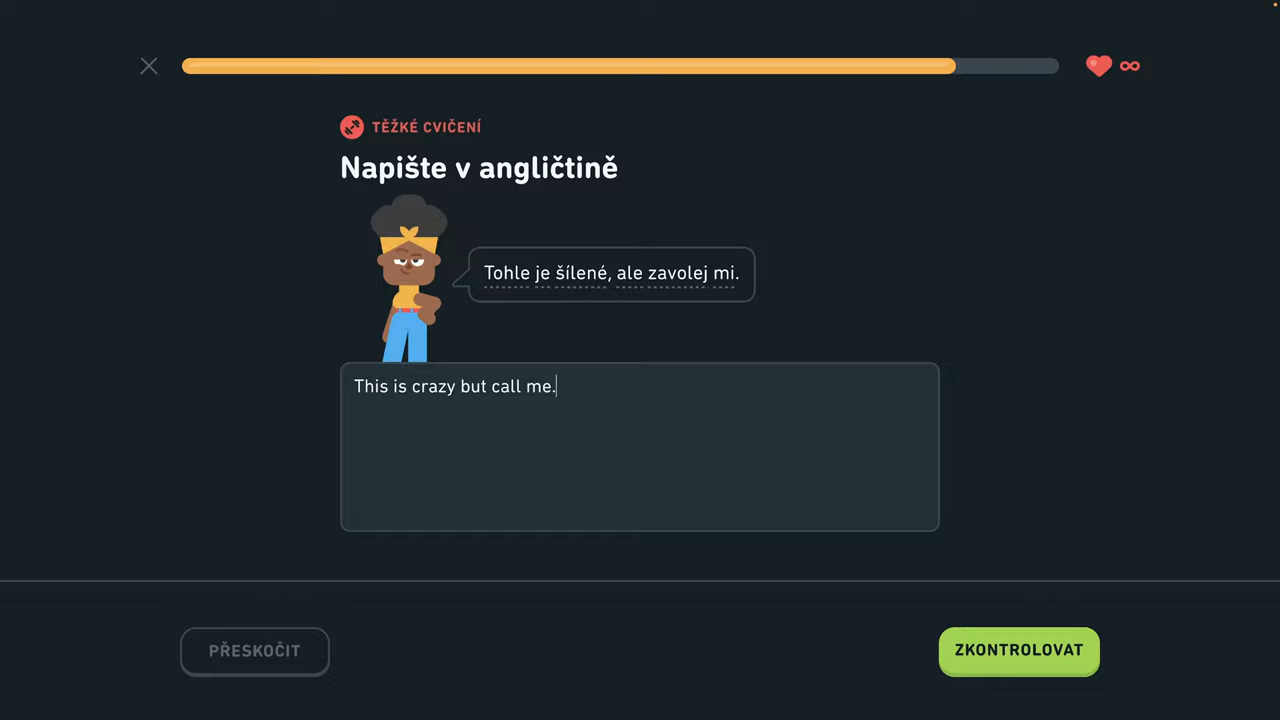 TĚŽKÉ CVIČENÍ
Napište v angličtině
Tohle je šílené, ale zavolej mi.
This is crazy but call me.
PŘESKOČIT
ZKONTROLOVAT